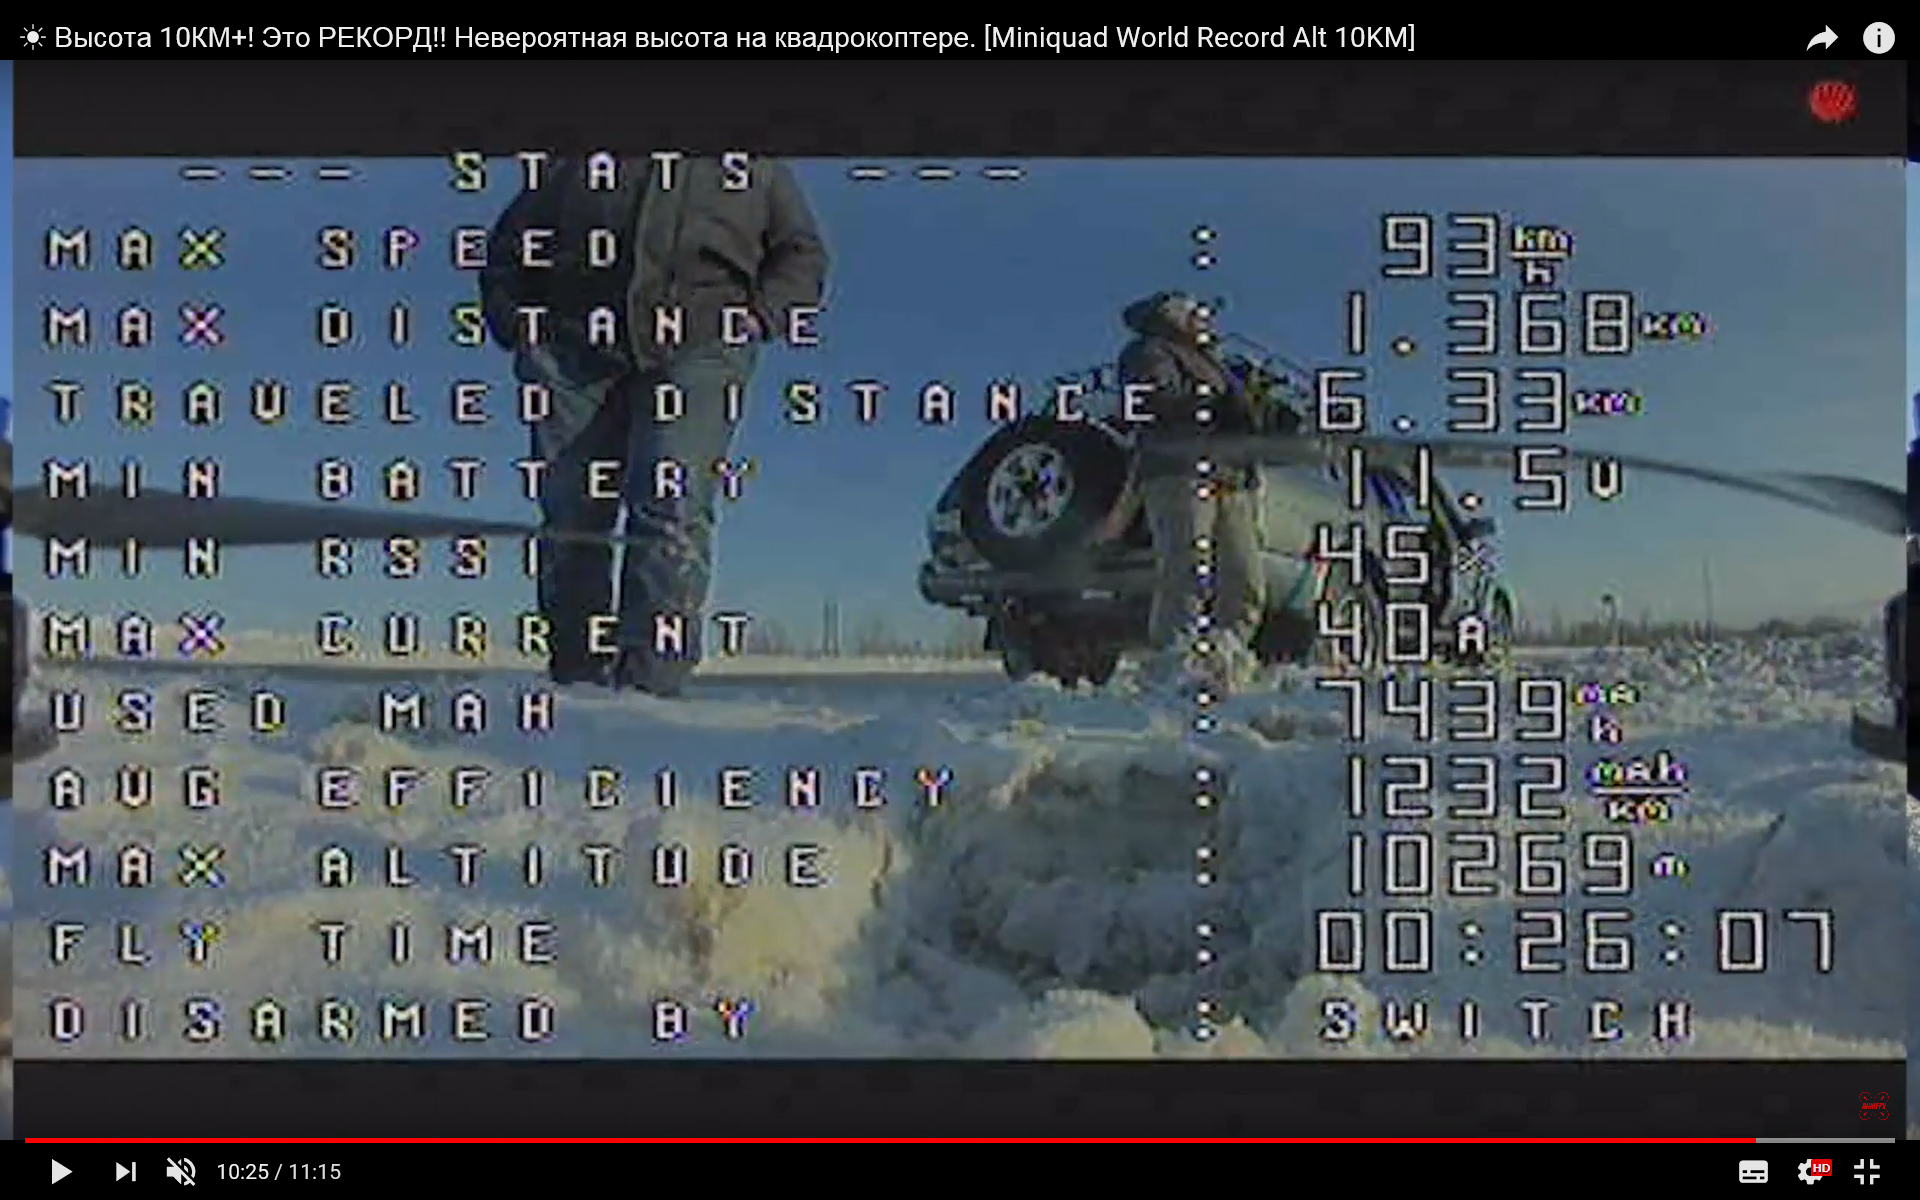 ☀ Высота 10КМ+! Это РЕКОРД!! Невероятная высота на квадрокоптере. [Miniquad World Record Alt 10KM]
--- STATS ---
MAX SPEED : 93 km/h
MAX DISTANCE : 1.368 km
TRAVELED DISTANCE : 6.33 km
MIN BATTERY : 11.5 V
MIN RSSI : 45 %
MAX CURRENT : 40 A
USED MAH : 7439 mAh
AVG EFFICIENCY : 1232 mAh/km
MAX ALTITUDE : 10269 m
FLY TIME : 00:26:07
DISARMED BY : SWITCH
10:25 / 11:15
HD